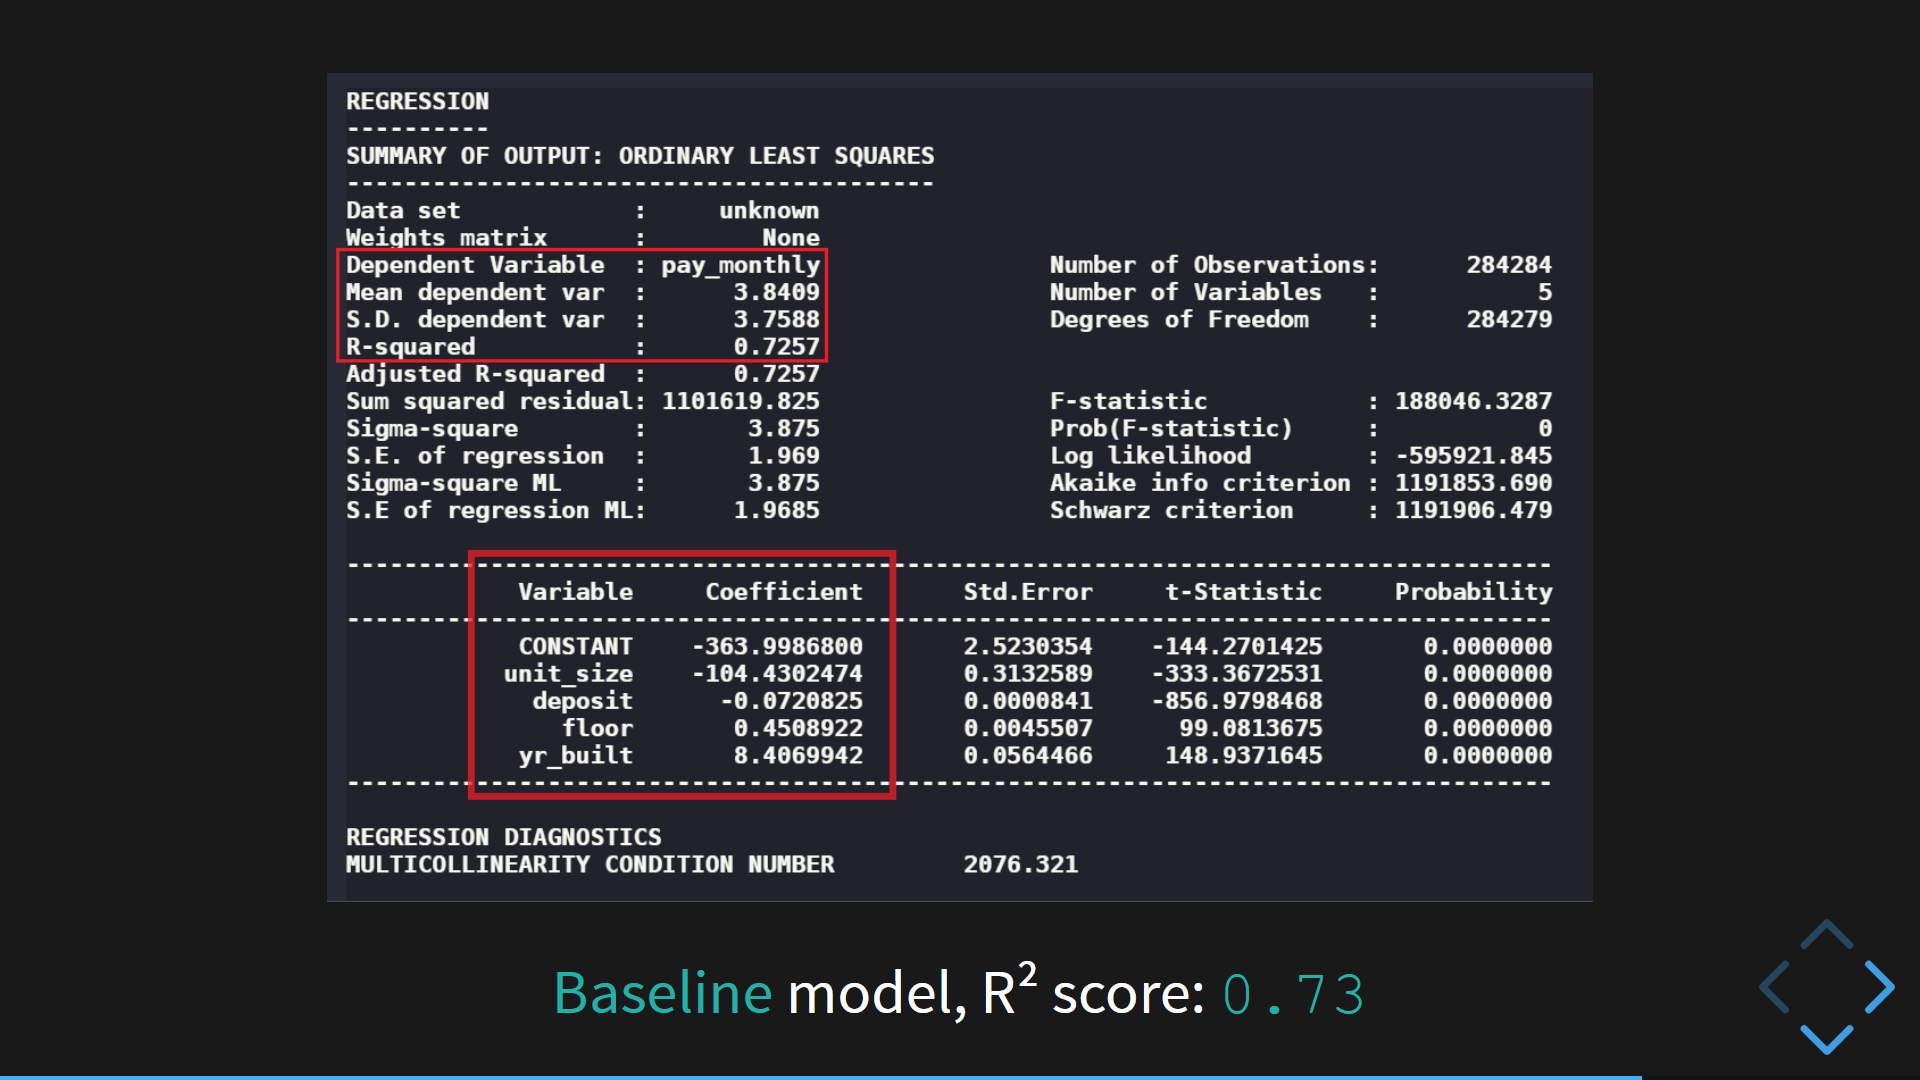 REGRESSION
----------
SUMMARY OF OUTPUT: ORDINARY LEAST SQUARES
-----------------------------------------
Data set            :     unknown
Weights matrix      :        None
Dependent Variable  : pay_monthly                Number of Observations:      284284
Mean dependent var  :      3.8409                Number of Variables   :           5
S.D. dependent var  :      3.7588                Degrees of Freedom    :      284279
R-squared           :      0.7257
Adjusted R-squared  :      0.7257
Sum squared residual: 1101619.825                F-statistic           : 188046.3287
Sigma-square        :       3.875                Prob(F-statistic)     :           0
S.E. of regression  :       1.969                Log likelihood        : -595921.845
Sigma-square ML     :       3.875                Akaike info criterion : 1191853.690
S.E of regression ML:      1.9685                Schwarz criterion     : 1191906.479
------------------------------------------------------------------------------------
            Variable     Coefficient       Std.Error     t-Statistic     Probability
------------------------------------------------------------------------------------
            CONSTANT    -363.9986800       2.5230354    -144.2701425       0.0000000
           unit_size    -104.4302474       0.3132589    -333.3672531       0.0000000
             deposit      -0.0720825       0.0000841    -856.9798468       0.0000000
               floor       0.4508922       0.0045507      99.0813675       0.0000000
            yr_built       8.4069942       0.0564466     148.9371645       0.0000000
------------------------------------------------------------------------------------
REGRESSION DIAGNOSTICS
MULTICOLLINEARITY CONDITION NUMBER         2076.321
Baseline model, R² score: 0.73